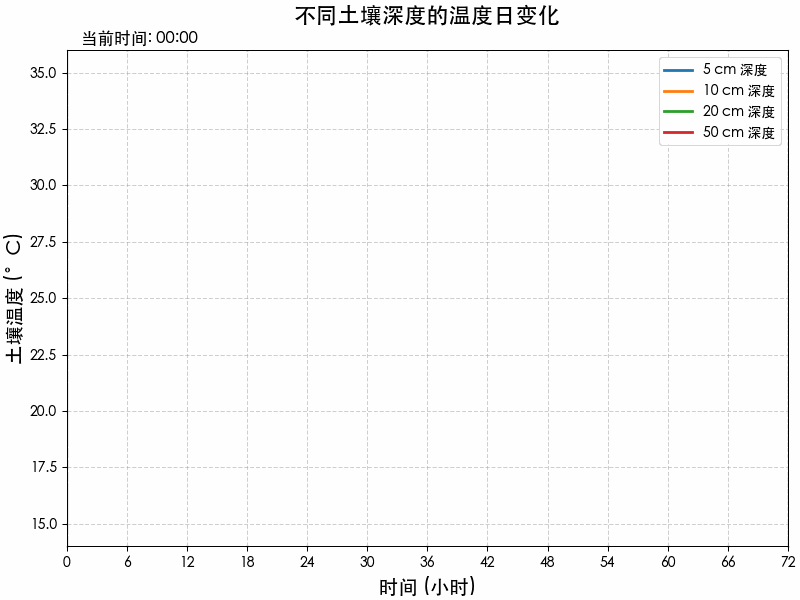 不同土壤深度的温度日变化
当前时间: 00:00
5 cm 深度
10 cm 深度
20 cm 深度
50 cm 深度
35.0
32.5
30.0
27.5
25.0
22.5
20.0
17.5
15.0
土壤温度 (° C)
0 6 12 18 24 30 36 42 48 54 60 66 72
时间 (小时)